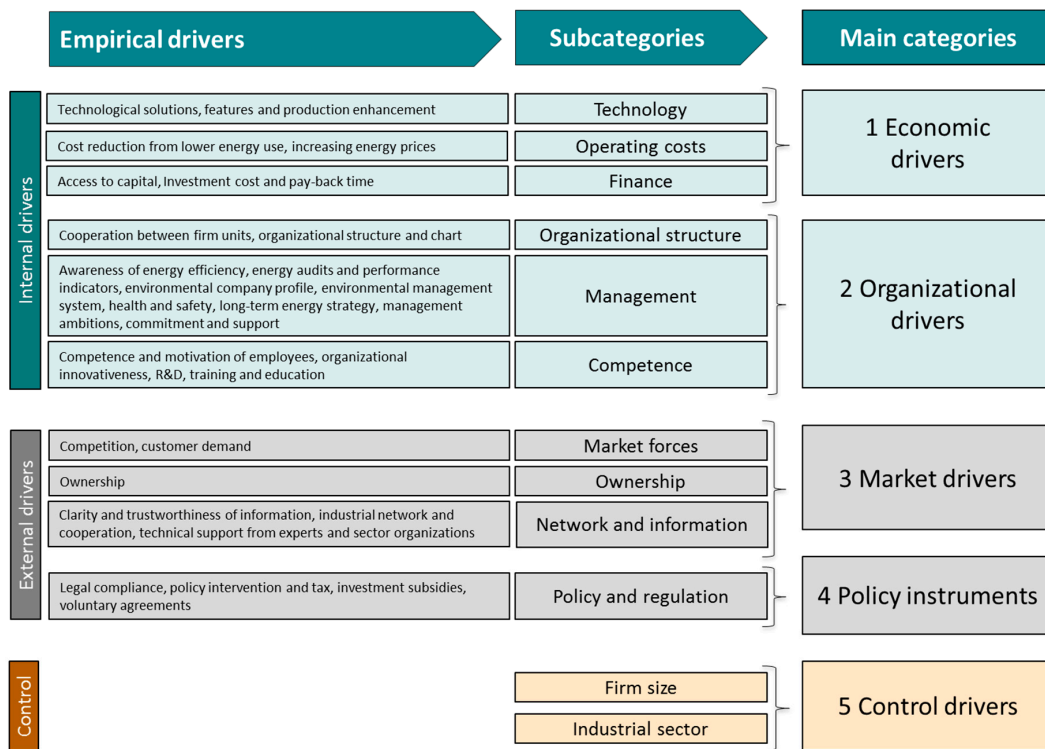 Empirical drivers
Subcategories
Main categories
Internal drivers
Technological solutions, features and production enhancement
Technology
Cost reduction from lower energy use, increasing energy prices
Operating costs
Access to capital, Investment cost and pay-back time
Finance
1 Economic
drivers
Cooperation between firm units, organizational structure and chart
Organizational structure
Awareness of energy efficiency, energy audits and performance
indicators, environmental company profile, environmental management
system, health and safety, long-term energy strategy, management
ambitions, commitment and support
Management
Competence and motivation of employees, organizational
innovativeness, R&D, training and education
Competence
2 Organizational
drivers
External drivers
Competition, customer demand
Market forces
Ownership
Ownership
Clarity and trustworthiness of information, industrial network and
cooperation, technical support from experts and sector organizations
Network and information
3 Market drivers
Legal compliance, policy intervention and tax, investment subsidies,
voluntary agreements
Policy and regulation
4 Policy instruments
Control
Firm size
Industrial sector
5 Control drivers